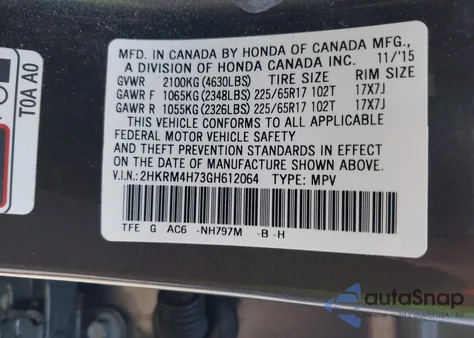 MFD. IN CANADA BY HONDA OF CANADA MFG.,
A DIVISION OF HONDA CANADA INC. 11/'15
GVWR 2100KG (4630LBS) TIRE SIZE RIM SIZE
GAWR F 1065KG (2348LBS) 225/65R17 102T 17X7J
GAWR R 1055KG (2326LBS) 225/65R17 102T 17X7J
THIS VEHICLE CONFORMS TO ALL APPLICABLE
FEDERAL MOTOR VEHICLE SAFETY
AND THEFT PREVENTION STANDARDS IN EFFECT
ON THE DATE OF MANUFACTURE SHOWN ABOVE.
V.I.N.:2HKRM4H73GH612064 TYPE: MPV
TFE G AC6 -NH797M -B -H
T0A A0
autoSnap